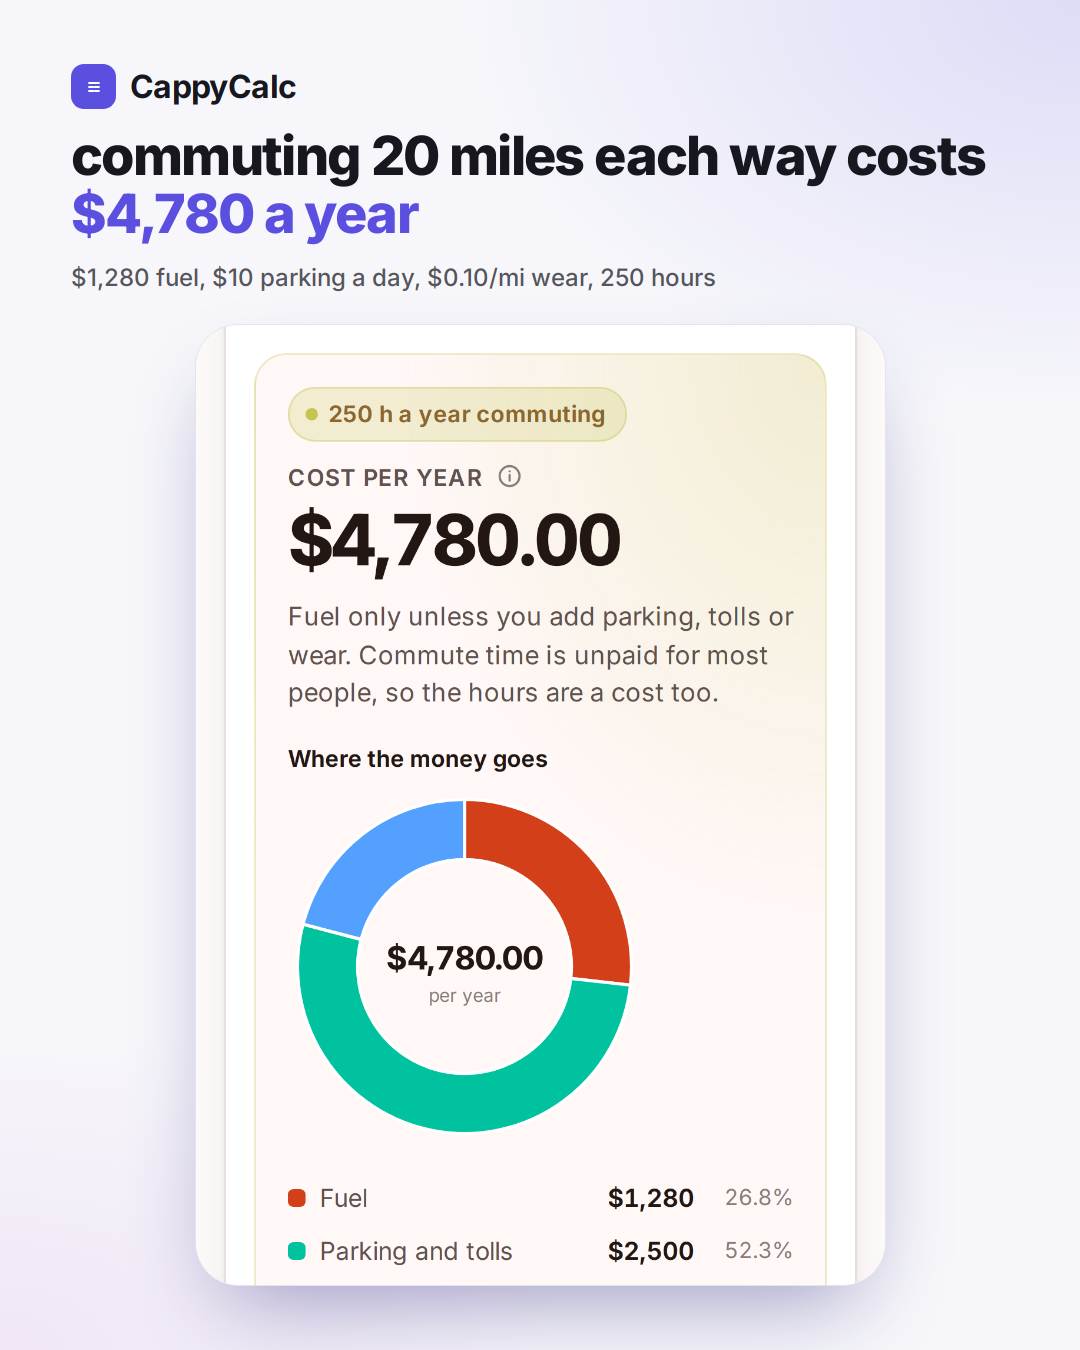 CappyCalc
commuting 20 miles each way costs
$4,780 a year
$1,280 fuel, $10 parking a day, $0.10/mi wear, 250 hours
250 h a year commuting
COST PER YEAR
$4,780.00
Fuel only unless you add parking, tolls or
wear. Commute time is unpaid for most
people, so the hours are a cost too.
Where the money goes
$4,780.00
per year
Fuel $1,280 26.8%
Parking and tolls $2,500 52.3%